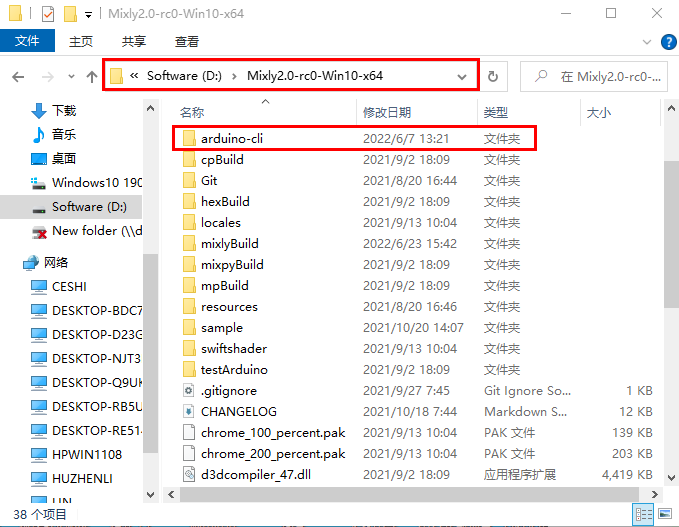 Mixly2.0-rc0-Win10-x64
文件 主页 共享 查看
« Software (D:) › Mixly2.0-rc0-Win10-x64 在 Mixly2.0-rc0-...
名称 修改日期 类型 大小
下载
音乐
桌面
Windows10 190
Software (D:)
New folder (\\d
网络
CESHI
DESKTOP-BDC7
DESKTOP-D23G
DESKTOP-NJT3
DESKTOP-Q9UK
DESKTOP-RB5U
DESKTOP-RE514
HPWIN1108
HUZHENLI
LIN
arduino-cli 2022/6/7 13:21 文件夹
cpBuild 2021/9/2 18:09 文件夹
Git 2021/8/20 16:44 文件夹
hexBuild 2021/9/2 18:09 文件夹
locales 2021/9/13 10:04 文件夹
mixlyBuild 2022/6/23 15:42 文件夹
mixpyBuild 2021/9/2 18:09 文件夹
mpBuild 2021/9/2 18:09 文件夹
resources 2021/8/20 16:46 文件夹
sample 2021/10/20 14:07 文件夹
swiftshader 2021/9/13 10:04 文件夹
testArduino 2021/9/2 18:09 文件夹
.gitignore 2021/9/27 7:45 Git Ignore So... 1 KB
CHANGELOG 2021/10/18 7:44 Markdown S... 12 KB
chrome_100_percent.pak 2021/9/13 10:04 PAK 文件 139 KB
chrome_200_percent.pak 2021/9/13 10:04 PAK 文件 203 KB
d3dcompiler_47.dll 2021/9/2 18:09 应用程序扩展 4,419 KB
38 个项目